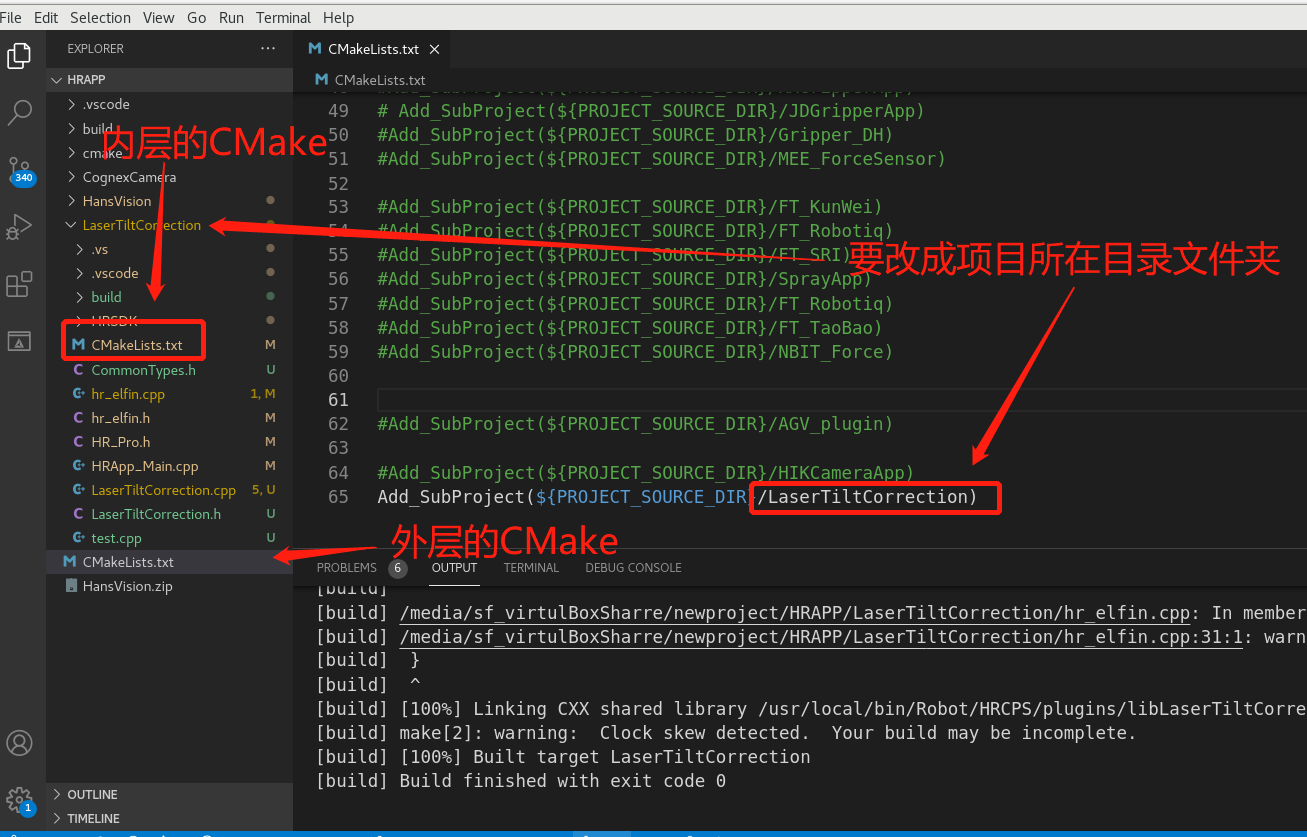 File Edit Selection View Go Run Terminal Help
EXPLORER
HRAPP
.vscode
build
cmake
CognexCamera
HansVision
LaserTiltCorrection
.vs
.vscode
build
HRSDK
CMakeLists.txt M
CommonTypes.h U
hr_elfin.cpp 1, M
hr_elfin.h M
HR_Pro.h M
HRApp_Main.cpp M
LaserTiltCorrection.cpp 5, U
LaserTiltCorrection.h U
test.cpp U
CMakeLists.txt
HansVision.zip
OUTLINE
TIMELINE
340
1
内层的CMake
外层的CMake
要改成项目所在目录文件夹
CMakeLists.txt
CMakeLists.txt
49 # Add_SubProject(${PROJECT_SOURCE_DIR}/JDGripperApp)
50 #Add_SubProject(${PROJECT_SOURCE_DIR}/Gripper_DH)
51 #Add_SubProject(${PROJECT_SOURCE_DIR}/MEE_ForceSensor)
52
53 #Add_SubProject(${PROJECT_SOURCE_DIR}/FT_KunWei)
54 #Add_SubProject(${PROJECT_SOURCE_DIR}/FT_Robotiq)
55 #Add_SubProject(${PROJECT_SOURCE_DIR}/FT_SRI)
56 #Add_SubProject(${PROJECT_SOURCE_DIR}/SprayApp)
57 #Add_SubProject(${PROJECT_SOURCE_DIR}/FT_Robotiq)
58 #Add_SubProject(${PROJECT_SOURCE_DIR}/FT_TaoBao)
59 #Add_SubProject(${PROJECT_SOURCE_DIR}/NBIT_Force)
60
61
62 #Add_SubProject(${PROJECT_SOURCE_DIR}/AGV_plugin)
63
64 #Add_SubProject(${PROJECT_SOURCE_DIR}/HIKCameraApp)
65 Add_SubProject(${PROJECT_SOURCE_DIR}/LaserTiltCorrection)
PROBLEMS 6 OUTPUT TERMINAL DEBUG CONSOLE
[build]
[build] /media/sf_virtulBoxSharre/newproject/HRAPP/LaserTiltCorrection/hr_elfin.cpp: In member
[build] /media/sf_virtulBoxSharre/newproject/HRAPP/LaserTiltCorrection/hr_elfin.cpp:31:1: warn
[build] }
[build] ^
[build] [100%] Linking CXX shared library /usr/local/bin/Robot/HRCPS/plugins/libLaserTiltCorre
[build] make[2]: warning: Clock skew detected. Your build may be incomplete.
[build] [100%] Built target LaserTiltCorrection
[build] Build finished with exit code 0